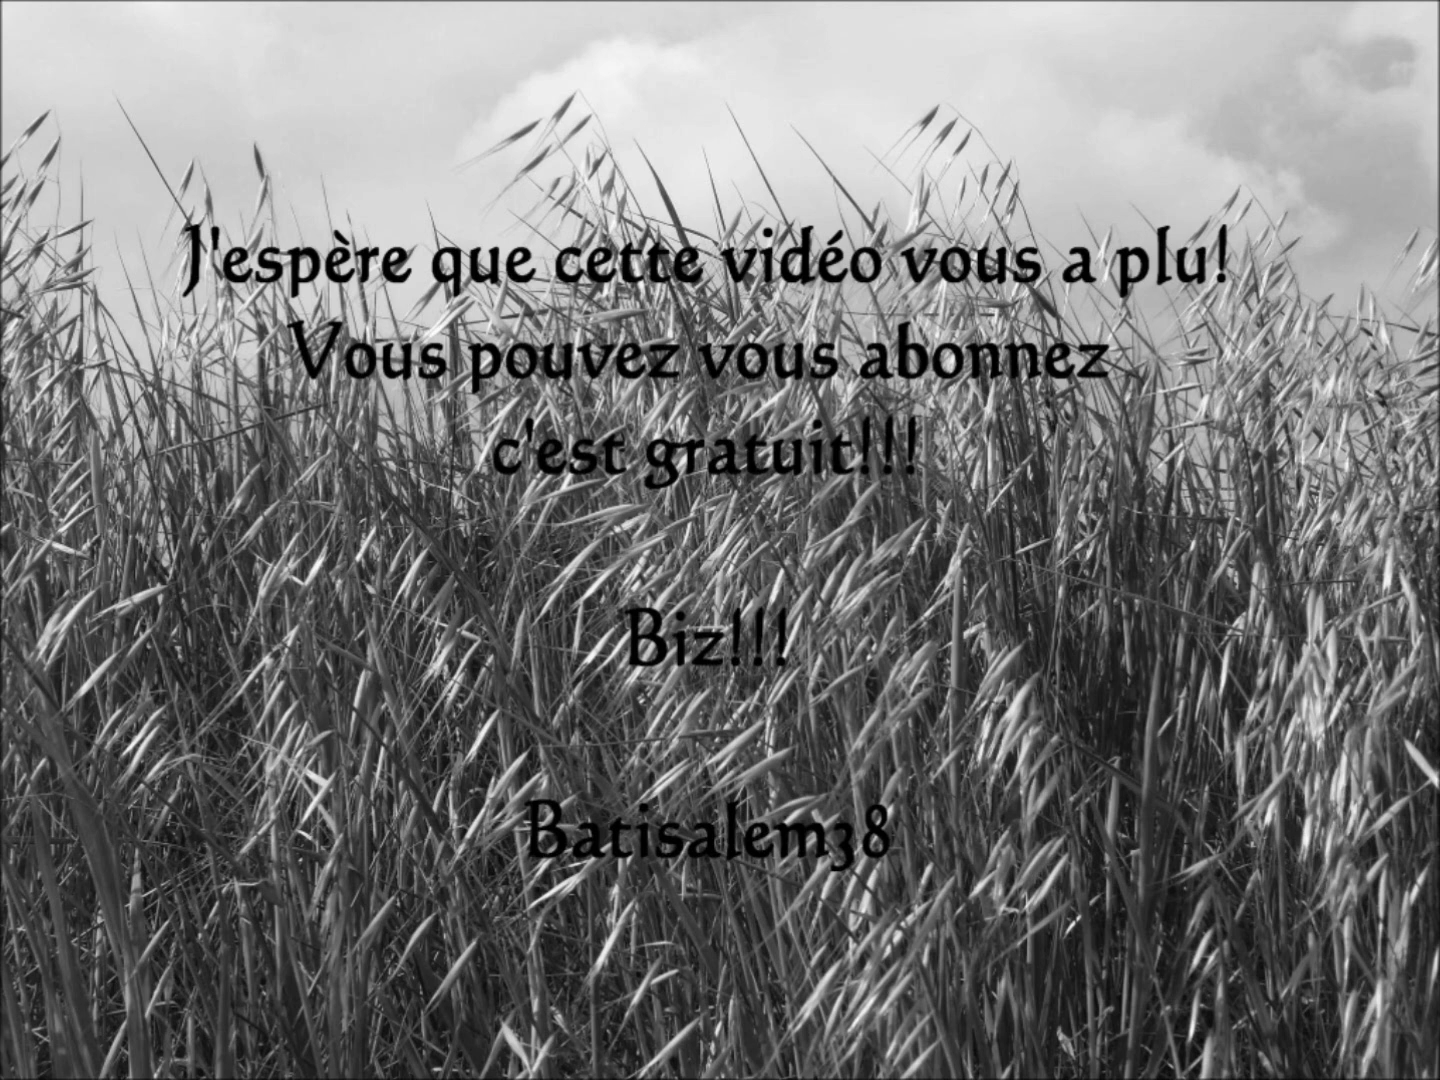 J'espère que cette vidéo vous a plu!
Vous pouvez vous abonnez
c'est gratuit!!!
Biz!!!
Batisalem38